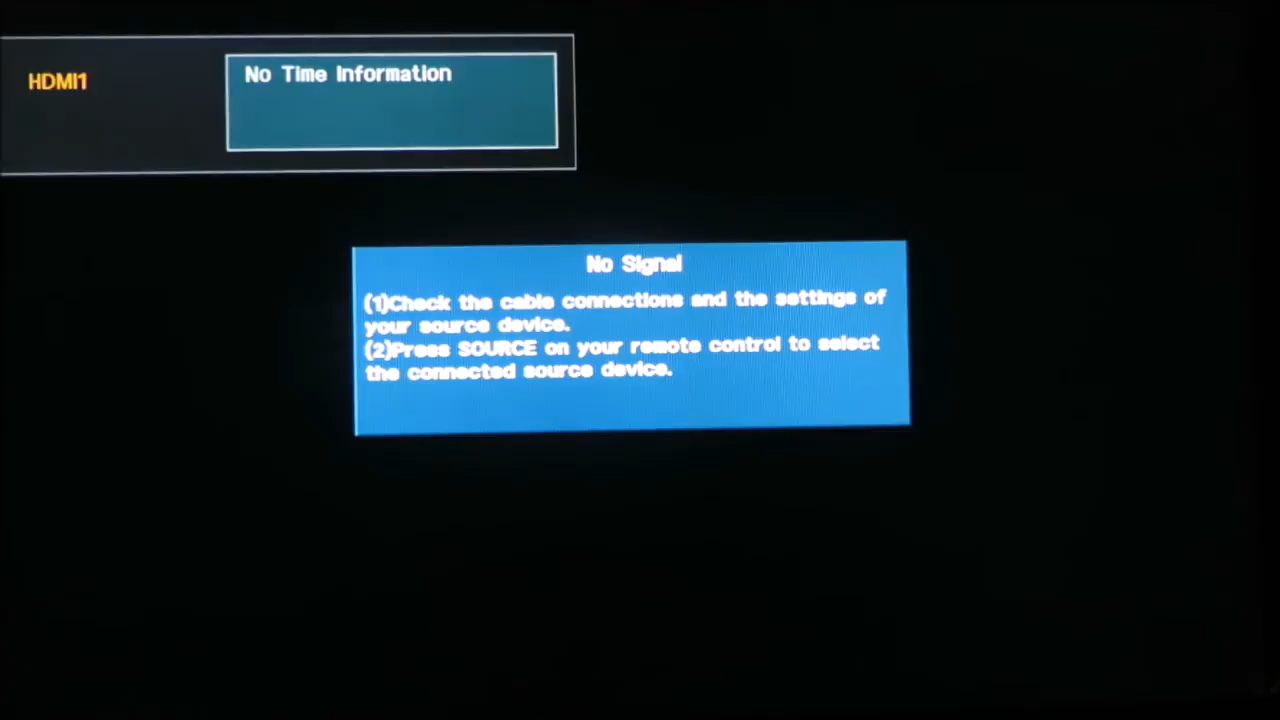 HDMI1
No Time Information
No Signal
(1)Check the cable connections and the settings of
your source device.
(2)Press SOURCE on your remote control to select
the connected source device.